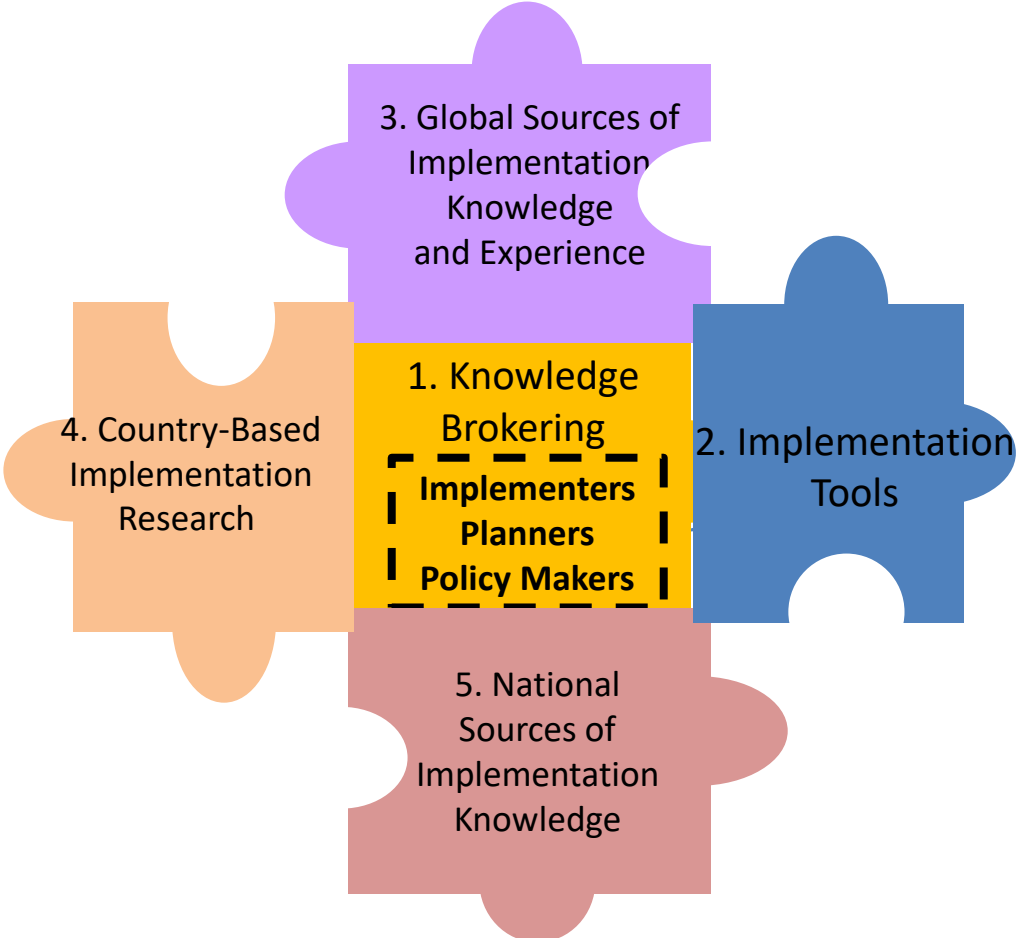 3. Global Sources of
Implementation
Knowledge
and Experience
1. Knowledge
Brokering
Implementers
Planners
Policy Makers
2. Implementation
Tools
4. Country-Based
Implementation
Research
5. National
Sources of
Implementation
Knowledge